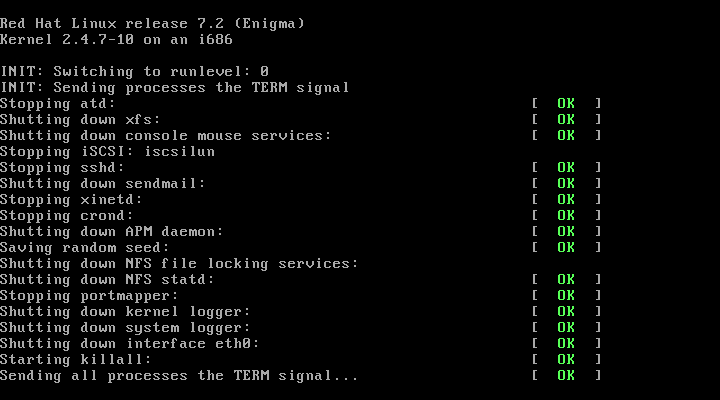 Red Hat Linux release 7.2 (Enigma)
Kernel 2.4.7-10 on an i686
INIT: Switching to runlevel: 0
INIT: Sending processes the TERM signal
Stopping atd: [ OK ]
Shutting down xfs: [ OK ]
Shutting down console mouse services: [ OK ]
Stopping iSCSI: iscsilun
Stopping sshd: [ OK ]
Shutting down sendmail: [ OK ]
Stopping xinetd: [ OK ]
Stopping crond: [ OK ]
Shutting down APM daemon: [ OK ]
Saving random seed: [ OK ]
Shutting down NFS file locking services:
Shutting down NFS statd: [ OK ]
Stopping portmapper: [ OK ]
Shutting down kernel logger: [ OK ]
Shutting down system logger: [ OK ]
Shutting down interface eth0: [ OK ]
Starting killall: [ OK ]
Sending all processes the TERM signal... [ OK ]